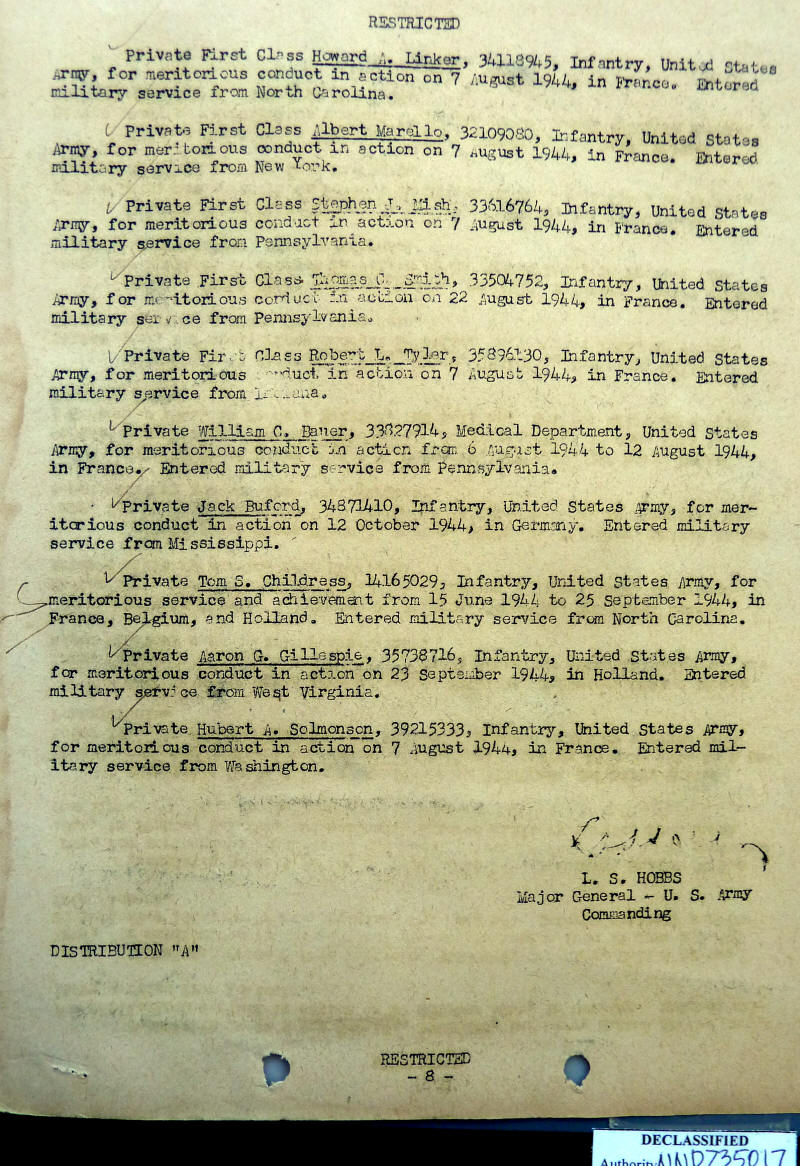 RESTRICTED
Private First Class Howard A. Linker, 34118945, Infantry, United States
Army, for meritorious conduct in action on 7 August 1944, in France. Entered
military service from North Carolina.
Private First Class Albert Marello, 32109080, Infantry, United States
Army, for meritorious conduct in action on 7 August 1944, in France. Entered
military service from New York.
Private First Class Stephen J. Mish, 33616764, Infantry, United States
Army, for meritorious conduct in action on 7 August 1944, in France. Entered
military service from Pennsylvania.
Private First Class Thomas C. Smith, 33504752, Infantry, United States
Army, for meritorious conduct in action on 22 August 1944, in France. Entered
military service from Pennsylvania.
Private First Class Robert L. Tyler, 35896130, Infantry, United States
Army, for meritorious conduct in action on 7 August 1944, in France. Entered
military service from Indiana.
Private William C. Bauer, 33827914, Medical Department, United States
Army, for meritorious conduct in action from 6 August 1944 to 12 August 1944,
in France. Entered military service from Pennsylvania.
Private Jack Buford, 34871410, Infantry, United States Army, for mer-
itorious conduct in action on 12 October 1944, in Germany. Entered military
service from Mississippi.
Private Tom S. Childress, 14165029, Infantry, United States Army, for
meritorious service and achievement from 15 June 1944 to 25 September 1944, in
France, Belgium, and Holland. Entered military service from North Carolina.
Private Aaron G. Gillespie, 35738716, Infantry, United States Army,
for meritorious conduct in action on 23 September 1944, in Holland. Entered
military service from West Virginia.
Private Hubert A. Solmonson, 39215333, Infantry, United States Army,
for meritorious conduct in action on 7 August 1944, in France. Entered mil-
itary service from Washington.
L. S. HOBBS
Major General - U. S. Army
Commanding
DISTRIBUTION "A"
RESTRICTED
- 8 -
DECLASSIFIED
Authority NND735017